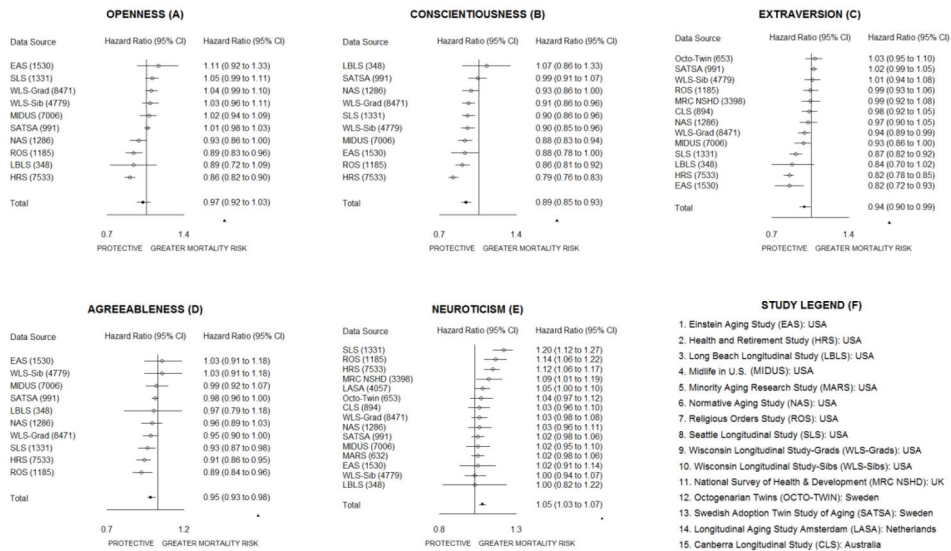 OPENNESS (A)
Data Source Hazard Ratio (95% CI) Hazard Ratio (95% CI)
EAS (1530) 1.11 (0.92 to 1.33)
SLS (1331) 1.05 (0.99 to 1.11)
WLS-Grad (8471) 1.04 (0.99 to 1.10)
WLS-Sib (4779) 1.03 (0.96 to 1.11)
MIDUS (7006) 1.02 (0.94 to 1.09)
SATSA (991) 1.01 (0.98 to 1.03)
NAS (1286) 0.93 (0.86 to 1.00)
ROS (1185) 0.89 (0.83 to 0.96)
LBLS (348) 0.89 (0.72 to 1.09)
HRS (7533) 0.86 (0.82 to 0.90)
Total 0.97 (0.92 to 1.03)
0.7 1.4
PROTECTIVE GREATER MORTALITY RISK
CONSCIENTIOUSNESS (B)
Data Source Hazard Ratio (95% CI) Hazard Ratio (95% CI)
LBLS (348) 1.07 (0.86 to 1.33)
SATSA (991) 0.99 (0.91 to 1.07)
NAS (1286) 0.93 (0.86 to 1.00)
WLS-Grad (8471) 0.91 (0.86 to 0.96)
SLS (1331) 0.90 (0.86 to 0.96)
WLS-Sib (4779) 0.90 (0.85 to 0.96)
MIDUS (7006) 0.88 (0.83 to 0.94)
EAS (1530) 0.88 (0.78 to 1.00)
ROS (1185) 0.86 (0.81 to 0.92)
HRS (7533) 0.79 (0.76 to 0.83)
Total 0.89 (0.85 to 0.93)
0.7 1.4
PROTECTIVE GREATER MORTALITY RISK
EXTRAVERSION (C)
Data Source Hazard Ratio (95% CI) Hazard Ratio (95% CI)
Octo-Twin (653) 1.03 (0.95 to 1.10)
SATSA (991) 1.02 (0.99 to 1.05)
WLS-Sib (4779) 1.01 (0.94 to 1.08)
ROS (1185) 0.99 (0.93 to 1.06)
MRC NSHD (3398) 0.99 (0.92 to 1.08)
CLS (894) 0.98 (0.92 to 1.05)
NAS (1286) 0.97 (0.90 to 1.05)
WLS-Grad (8471) 0.94 (0.89 to 0.99)
MIDUS (7006) 0.93 (0.86 to 1.00)
SLS (1331) 0.87 (0.82 to 0.92)
LBLS (348) 0.84 (0.70 to 1.02)
HRS (7533) 0.82 (0.78 to 0.85)
EAS (1530) 0.82 (0.72 to 0.93)
Total 0.94 (0.90 to 0.99)
0.7 1.4
PROTECTIVE GREATER MORTALITY RISK
AGREEABLENESS (D)
Data Source Hazard Ratio (95% CI) Hazard Ratio (95% CI)
EAS (1530) 1.03 (0.91 to 1.18)
WLS-Sib (4779) 1.03 (0.91 to 1.18)
MIDUS (7006) 0.99 (0.92 to 1.07)
SATSA (991) 0.98 (0.96 to 1.00)
LBLS (348) 0.97 (0.79 to 1.18)
NAS (1286) 0.96 (0.89 to 1.03)
WLS-Grad (8471) 0.95 (0.90 to 1.00)
SLS (1331) 0.93 (0.87 to 0.98)
HRS (7533) 0.91 (0.86 to 0.95)
ROS (1185) 0.89 (0.84 to 0.96)
Total 0.95 (0.93 to 0.98)
0.8 1.2
PROTECTIVE GREATER MORTALITY RISK
NEUROTICISM (E)
Data Source Hazard Ratio (95% CI) Hazard Ratio (95% CI)
SLS (1331) 1.20 (1.12 to 1.27)
ROS (1185) 1.14 (1.06 to 1.22)
HRS (7533) 1.12 (1.06 to 1.17)
MRC NSHD (3398) 1.09 (1.01 to 1.19)
LASA (4057) 1.05 (1.00 to 1.10)
Octo-Twin (653) 1.04 (0.97 to 1.12)
CLS (894) 1.03 (0.96 to 1.10)
WLS-Grad (8471) 1.03 (0.98 to 1.08)
NAS (1286) 1.03 (0.96 to 1.11)
SATSA (991) 1.02 (0.98 to 1.06)
MIDUS (7006) 1.02 (0.95 to 1.10)
MARS (632) 1.02 (0.98 to 1.06)
EAS (1530) 1.02 (0.91 to 1.14)
WLS-Sib (4779) 1.00 (0.94 to 1.07)
LBLS (348) 1.00 (0.82 to 1.22)
Total 1.05 (1.03 to 1.07)
0.8 1.3
PROTECTIVE GREATER MORTALITY RISK
STUDY LEGEND (F)
1. Einstein Aging Study (EAS): USA
2. Health and Retirement Study (HRS): USA
3. Long Beach Longitudinal Study (LBLS): USA
4. Midlife in U.S. (MIDUS): USA
5. Minority Aging Research Study (MARS): USA
6. Normative Aging Study (NAS): USA
7. Religious Orders Study (ROS): USA
8. Seattle Longitudinal Study (SLS): USA
9. Wisconsin Longitudinal Study-Grads (WLS-Grads): USA
10. Wisconsin Longitudinal Study-Sibs (WLS-Sibs): USA
11. National Survey of Health & Development (MRC NSHD): UK
12. Octogenarian Twins (OCTO-TWIN): Sweden
13. Swedish Adoption Twin Study of Aging (SATSA): Sweden
14. Longitudinal Aging Study Amsterdam (LASA): Netherlands
15. Canberra Longitudinal Study (CLS): Australia